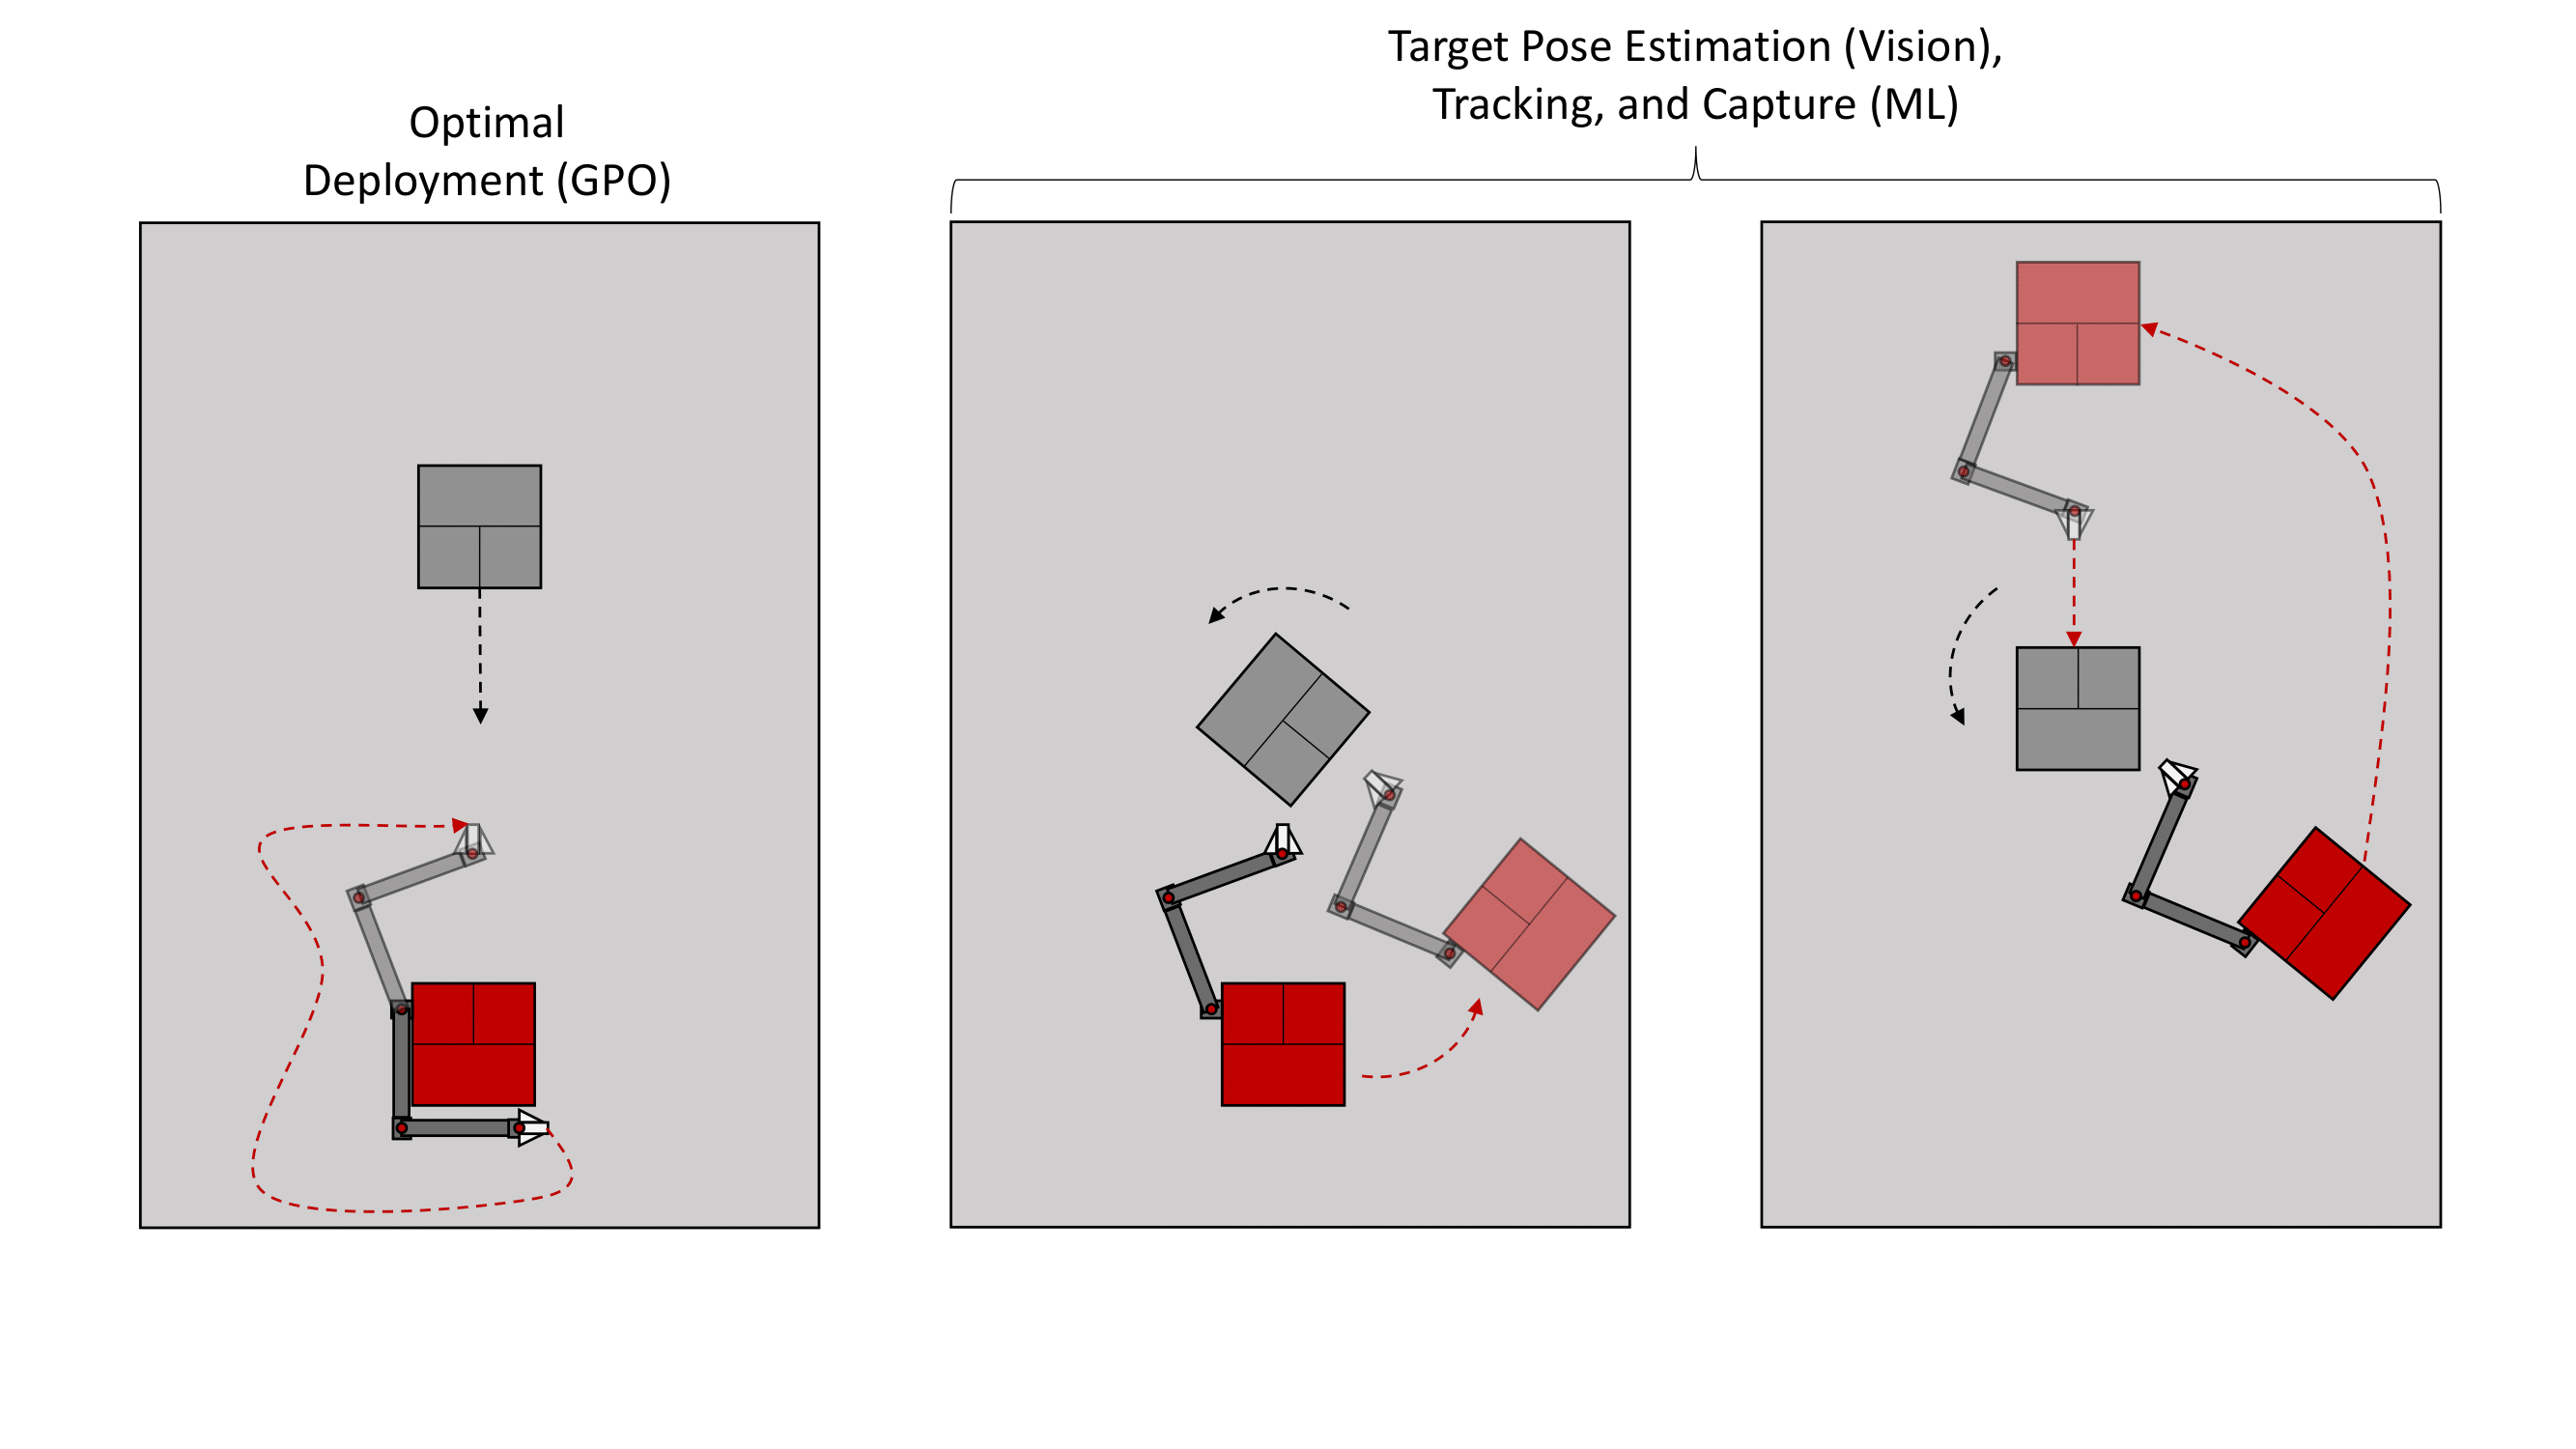 Optimal
Deployment (GPO)
Target Pose Estimation (Vision),
Tracking, and Capture (ML)